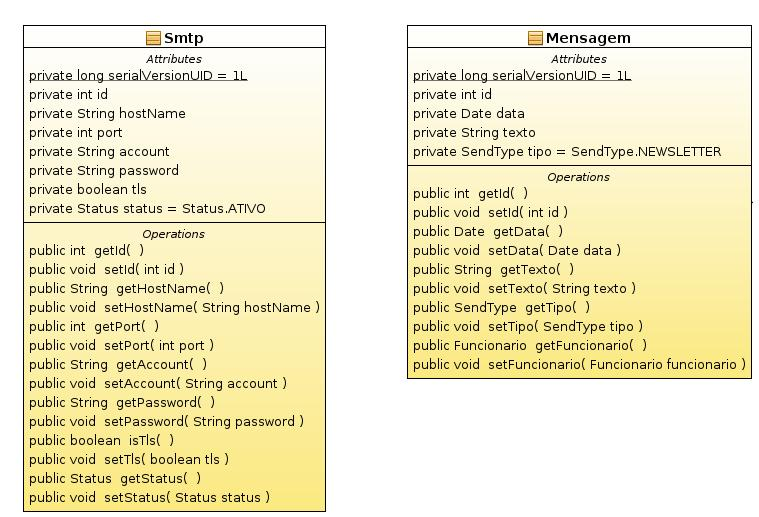 Smtp
Attributes
private long serialVersionUID = 1L
private int id
private String hostName
private int port
private String account
private String password
private boolean tls
private Status status = Status.ATIVO
Operations
public int getId( )
public void setId( int id )
public String getHostName( )
public void setHostName( String hostName )
public int getPort( )
public void setPort( int port )
public String getAccount( )
public void setAccount( String account )
public String getPassword( )
public void setPassword( String password )
public boolean isTls( )
public void setTls( boolean tls )
public Status getStatus( )
public void setStatus( Status status )
Mensagem
Attributes
private long serialVersionUID = 1L
private int id
private Date data
private String texto
private SendType tipo = SendType.NEWSLETTER
Operations
public int getId( )
public void setId( int id )
public Date getData( )
public void setData( Date data )
public String getTexto( )
public void setTexto( String texto )
public SendType getTipo( )
public void setTipo( SendType tipo )
public Funcionario getFuncionario( )
public void setFuncionario( Funcionario funcionario )